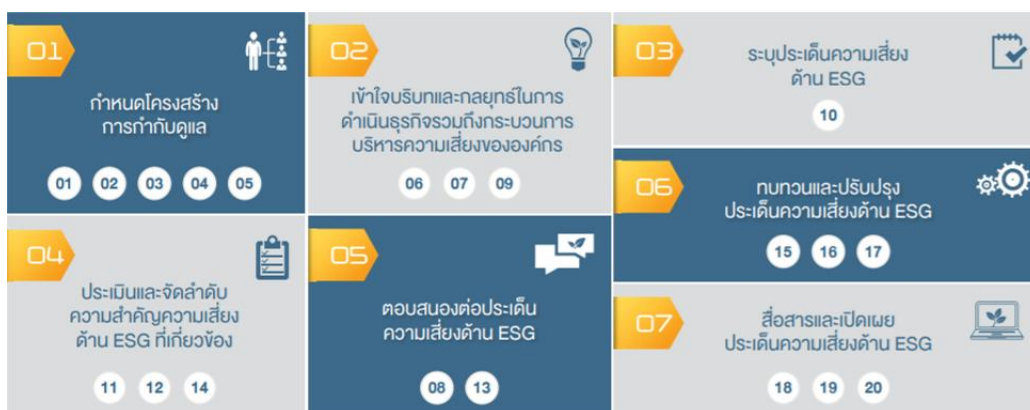 01
กำหนดโครงสร้าง
การกำกับดูแล
01 02 03 04 05
02
เข้าใจบริบทและกลยุทธ์ในการ
ดำเนินธุรกิจรวมถึงกระบวนการ
บริหารความเสี่ยงขององค์กร
06 07 09
03
ระบุประเด็นความเสี่ยง
ด้าน ESG
10
04
ประเมินและจัดลำดับ
ความสำคัญความเสี่ยง
ด้าน ESG ที่เกี่ยวข้อง
11 12 14
05
ตอบสนองต่อประเด็น
ความเสี่ยงด้าน ESG
08 13
06
ทบทวนและปรับปรุง
ประเด็นความเสี่ยงด้าน ESG
15 16 17
07
สื่อสารและเปิดเผย
ประเด็นความเสี่ยงด้าน ESG
18 19 20